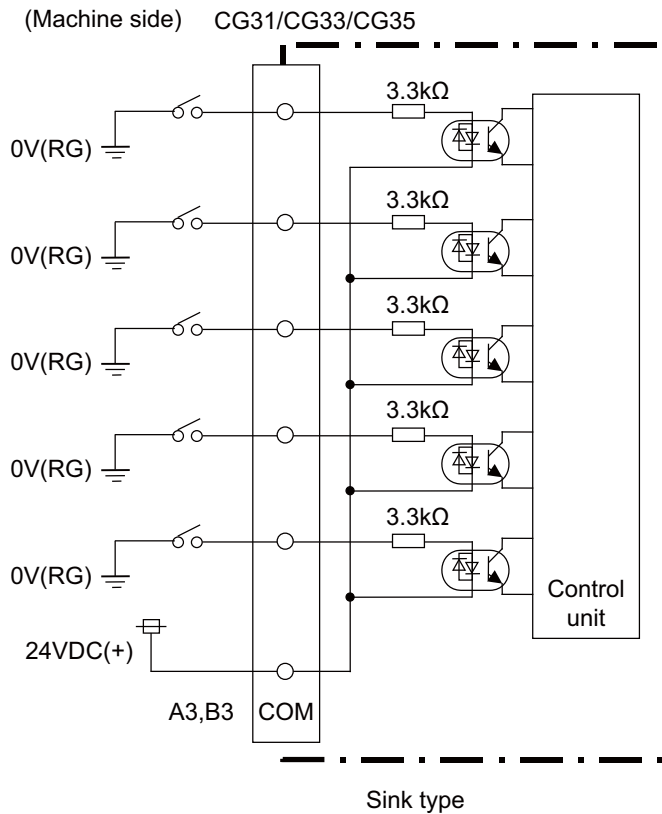 (Machine side) CG31/CG33/CG35
3.3kΩ
0V(RG)
3.3kΩ
0V(RG)
3.3kΩ
0V(RG)
3.3kΩ
0V(RG)
3.3kΩ
0V(RG)
Control
unit
24VDC(+)
A3,B3 COM
Sink type